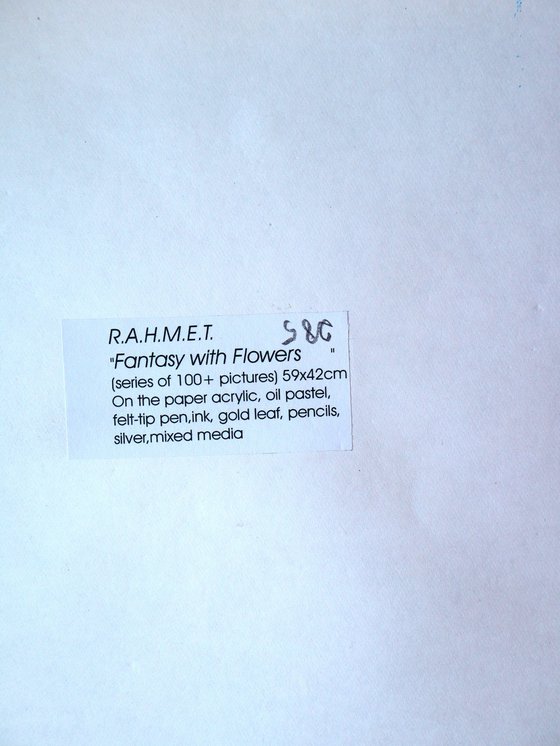 R.A.H.M.E.T.
"Fantasy with Flowers "
(series of 100+ pictures) 59x42cm
On the paper acrylic, oil pastel,
felt-tip pen,ink, gold leaf, pencils,
silver,mixed media